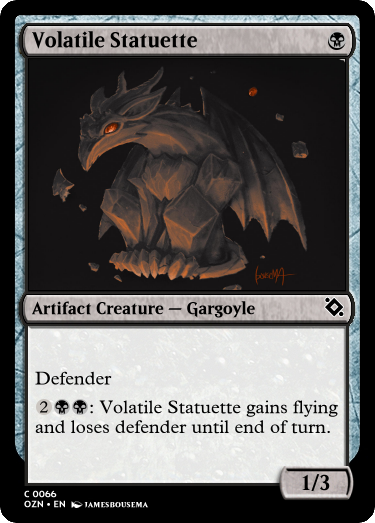 Volatile Statuette
Artifact Creature — Gargoyle
Defender
2 : Volatile Statuette gains flying
and loses defender until end of turn.
1/3
C 0066
OZN • EN JAMESBOUSEMA